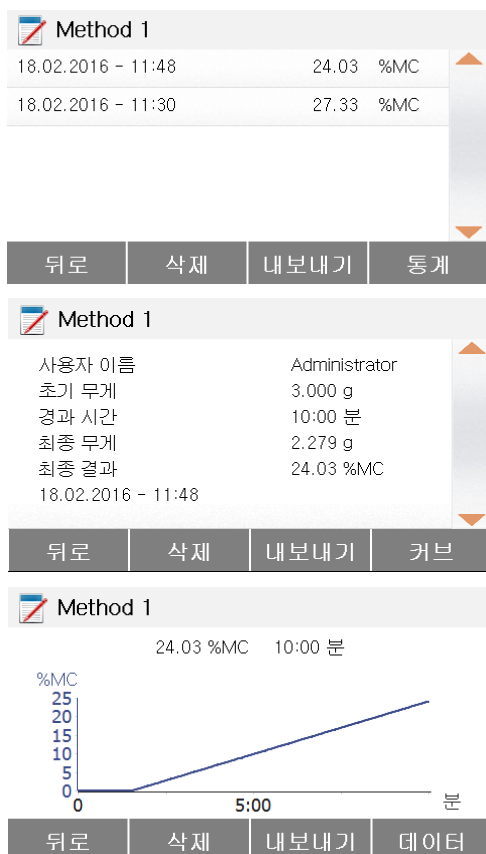 Method 1
18.02.2016 - 11:48 24.03 %MC
18.02.2016 - 11:30 27.33 %MC
뒤로 삭제 내보내기 통계
Method 1
사용자 이름 Administrator
초기 무게 3.000 g
경과 시간 10:00 분
최종 무게 2.279 g
최종 결과 24.03 %MC
18.02.2016 - 11:48
뒤로 삭제 내보내기 커브
Method 1
24.03 %MC 10:00 분
%MC
25
20
15
10
5
0
0 5:00 분
뒤로 삭제 내보내기 데이터